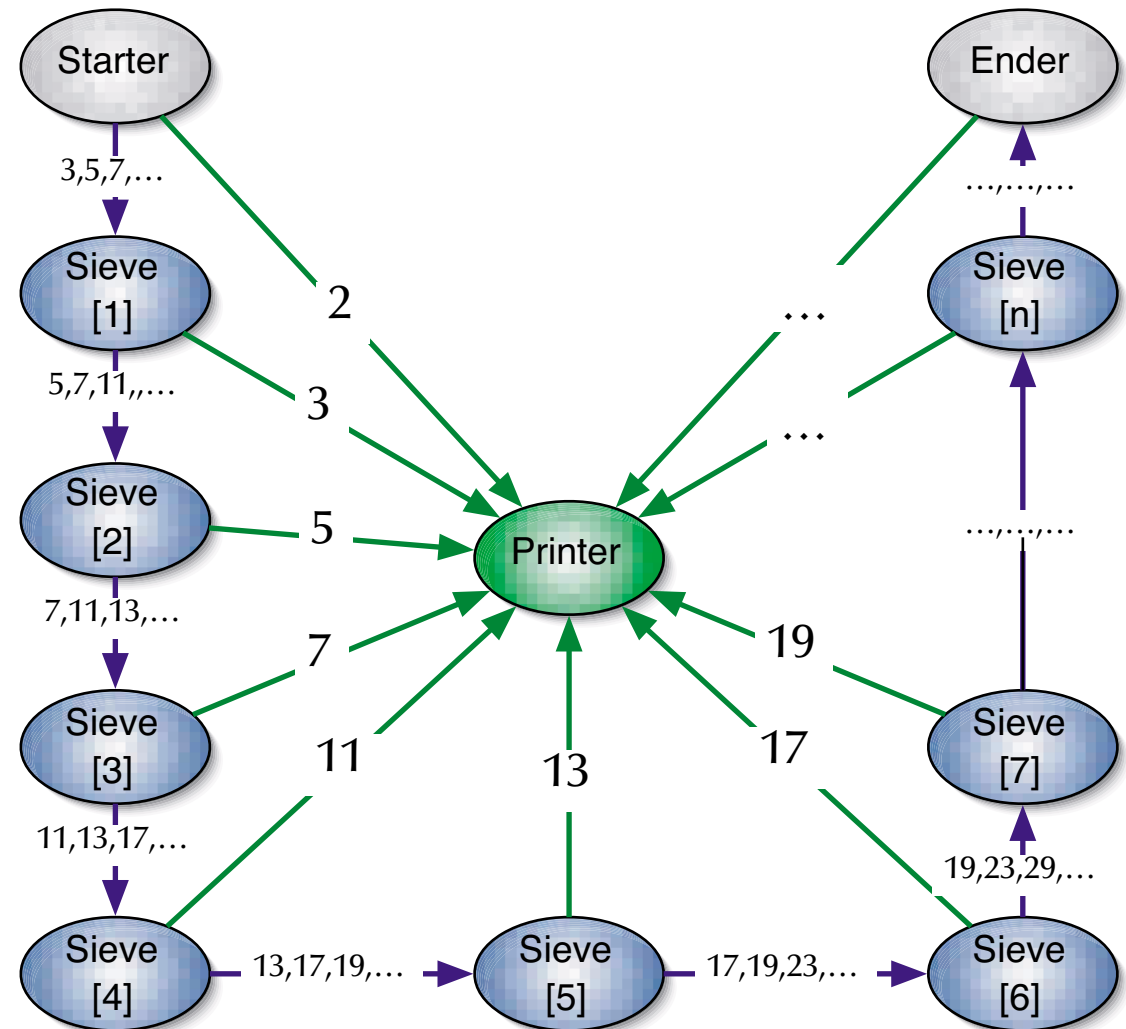 Starter
Ender
3,5,7,…
…,…,…
Sieve
[1]
Sieve
[n]
2
…
5,7,11,,…
3
…
Sieve
[2]
5
Printer
…,…,…
7,11,13,…
7
19
Sieve
[3]
11
13
17
Sieve
[7]
11,13,17,…
19,23,29,…
Sieve
[4]
13,17,19,…
Sieve
[5]
17,19,23,…
Sieve
[6]